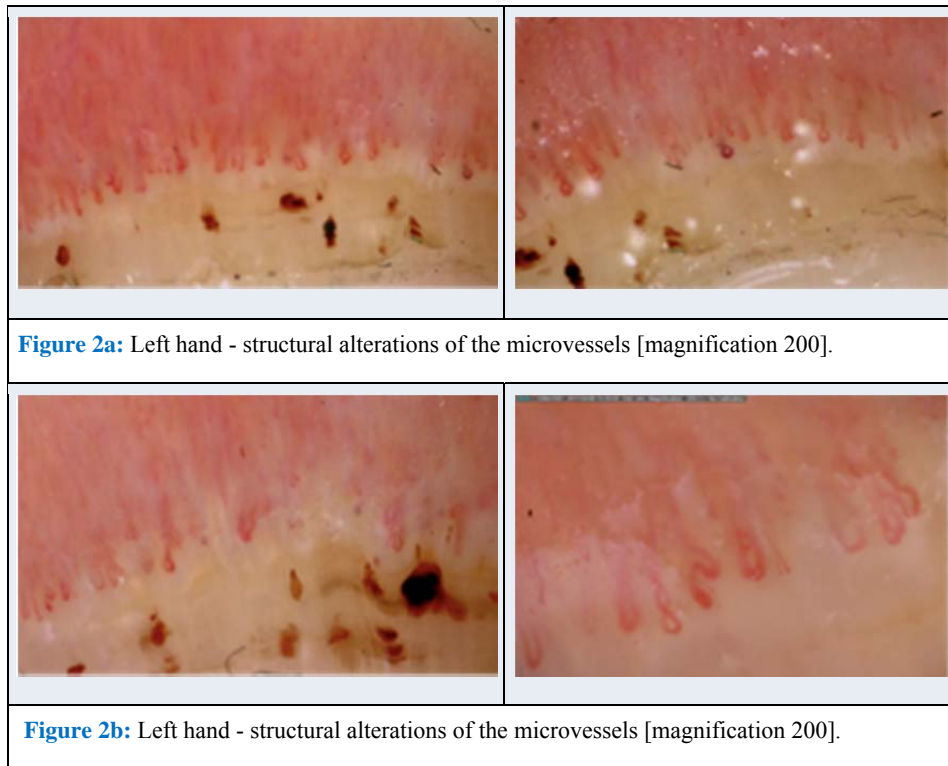 Figure 2a: Left hand - structural alterations of the microvessels [magnification 200].
Figure 2b: Left hand - structural alterations of the microvessels [magnification 200].